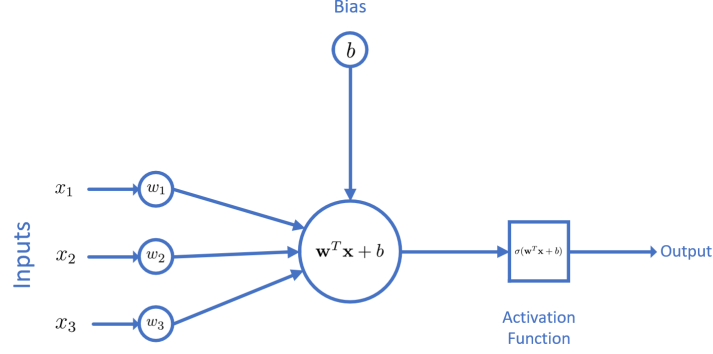 Bias
b
x₁
w₁
Inputs
x₂
w₂
𝐰ᵀ𝐱 + b
σ(𝐰ᵀ𝐱 + b)
Output
x₃
w₃
Activation
Function